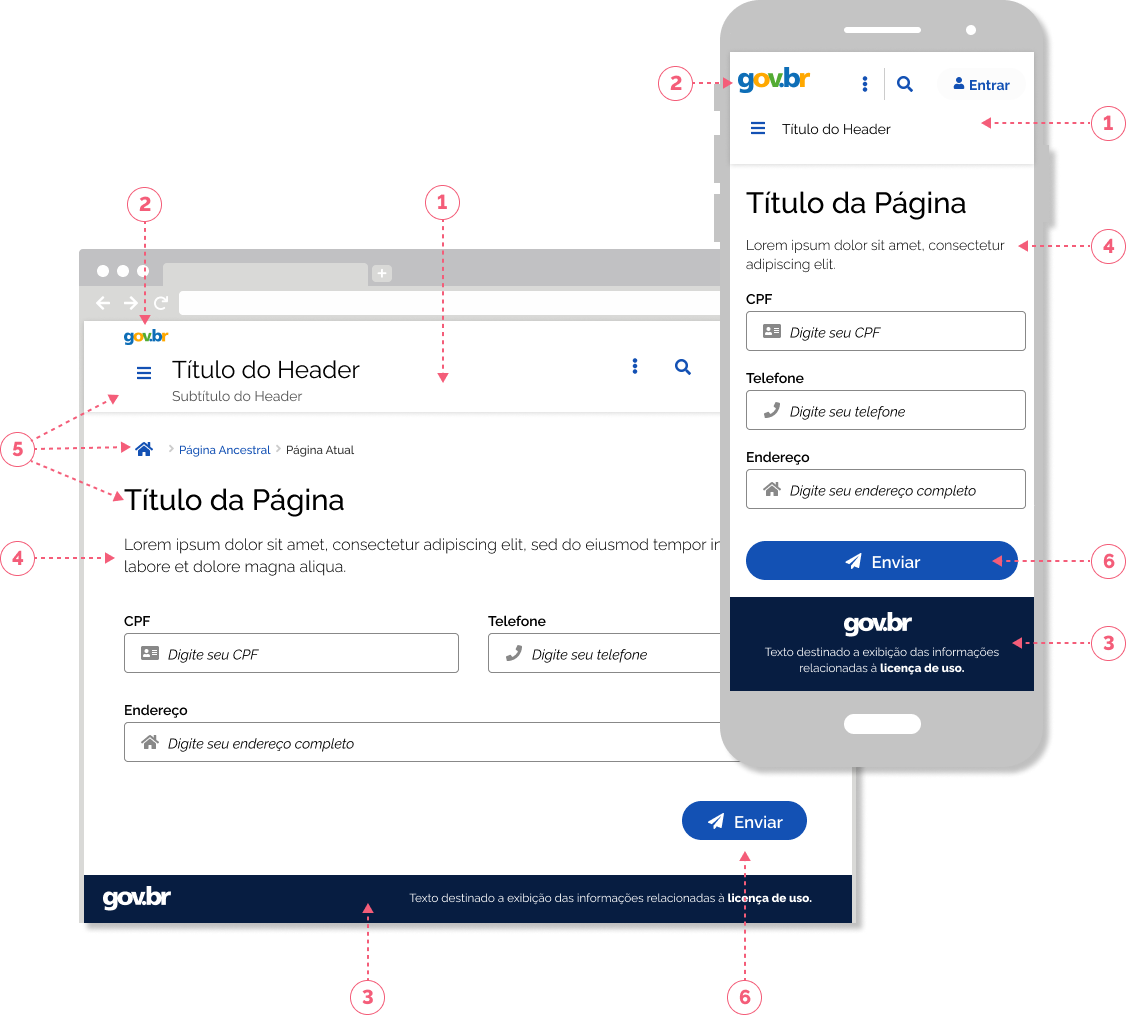 2
gov.br
Entrar
1
Título do Header
Título da Página
Lorem ipsum dolor sit amet, consectetur
adipiscing elit.
4
CPF
Digite seu CPF
Telefone
Digite seu telefone
Endereço
Digite seu endereço completo
Enviar
6
gov.br
Texto destinado a exibição das informações
relacionadas à licença de uso.
3
2
1
gov.br
Título do Header
Subtítulo do Header
5
Página Ancestral
Página Atual
Título da Página
4
Lorem ipsum dolor sit amet, consectetur adipiscing elit, sed do eiusmod tempor
labore et dolore magna aliqua.
CPF
Telefone
Digite seu CPF
Digite seu telefone
Endereço
Digite seu endereço completo
Enviar
gov.br
Texto destinado a exibição das informações relacionadas à licença de uso.
3
6